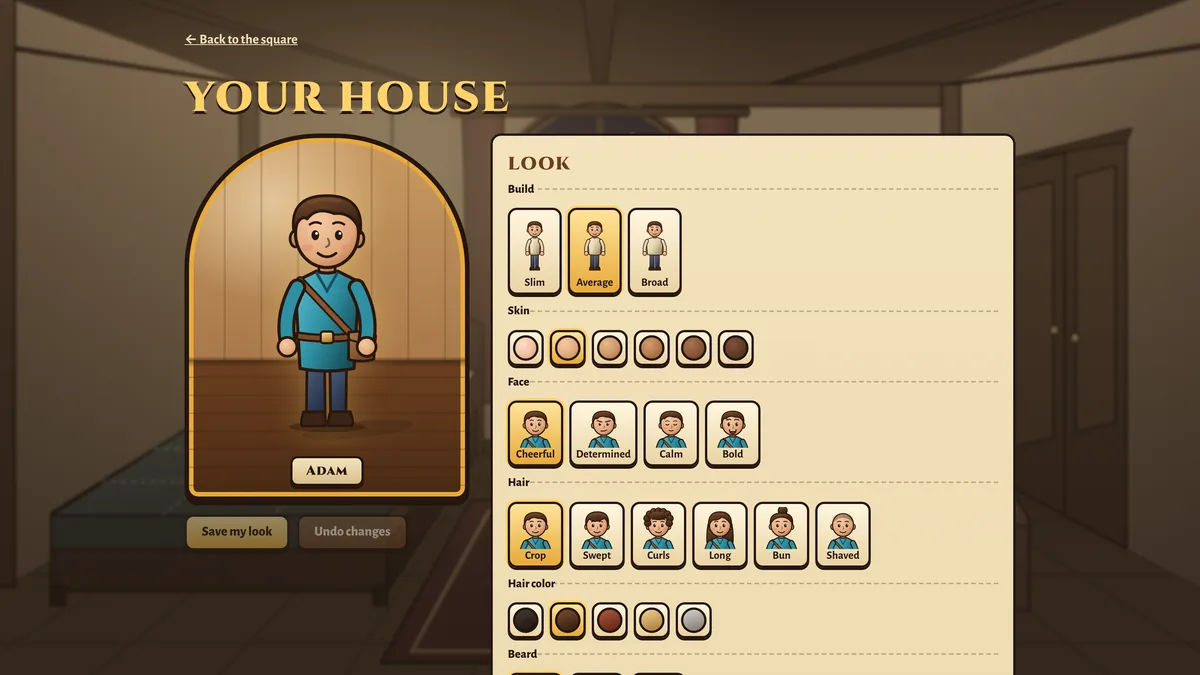 ← Back to the square
YOUR HOUSE
ADAM
Save my look
Undo changes
LOOK
Build
Slim
Average
Broad
Skin
Face
Cheerful
Determined
Calm
Bold
Hair
Crop
Swept
Curls
Long
Bun
Shaved
Hair color
Beard